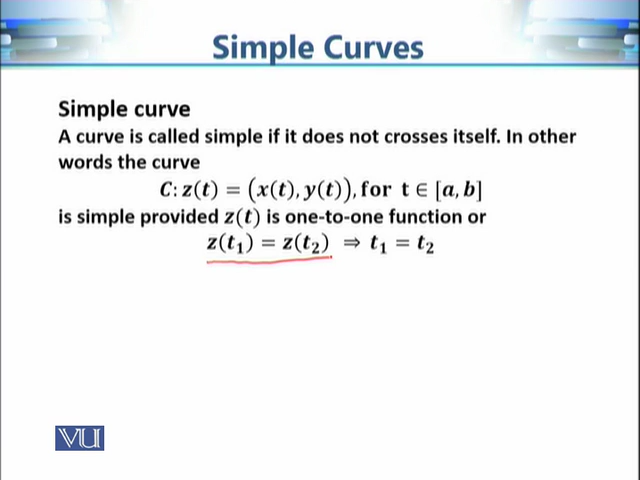 Simple Curves
Simple curve
A curve is called simple if it does not crosses itself. In other
words the curve
C: z(t) = (x(t), y(t)), for t ∈ [a, b]
is simple provided z(t) is one-to-one function or
z(t₁) = z(t₂) ⇒ t₁ = t₂
VU